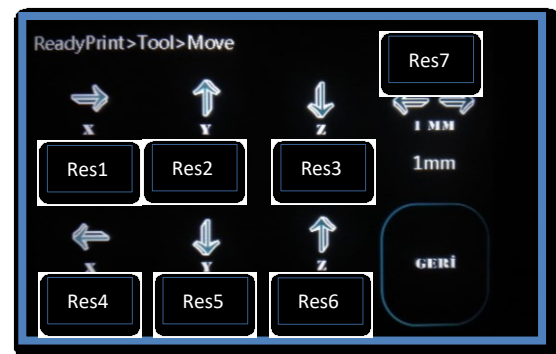 ReadyPrint>Tool>Move
Res7
X
Y
Z
1 MM
Res1
Res2
Res3
1mm
X
Y
Z
GERİ
Res4
Res5
Res6